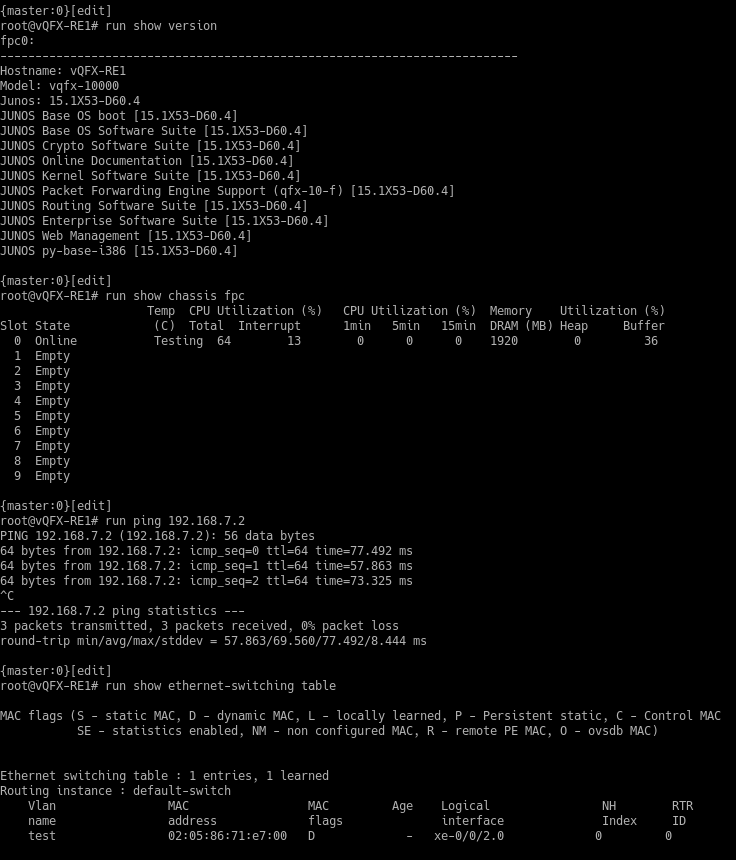 {master:0}[edit]
root@vQFX-RE1# run show version
fpc0:
--------------------------------------------------------------------------
Hostname: vQFX-RE1
Model: vqfx-10000
Junos: 15.1X53-D60.4
JUNOS Base OS boot [15.1X53-D60.4]
JUNOS Base OS Software Suite [15.1X53-D60.4]
JUNOS Crypto Software Suite [15.1X53-D60.4]
JUNOS Online Documentation [15.1X53-D60.4]
JUNOS Kernel Software Suite [15.1X53-D60.4]
JUNOS Packet Forwarding Engine Support (qfx-10-f) [15.1X53-D60.4]
JUNOS Routing Software Suite [15.1X53-D60.4]
JUNOS Enterprise Software Suite [15.1X53-D60.4]
JUNOS Web Management [15.1X53-D60.4]
JUNOS py-base-i386 [15.1X53-D60.4]

{master:0}[edit]
root@vQFX-RE1# run show chassis fpc
                     Temp  CPU Utilization (%)   CPU Utilization (%)  Memory    Utilization (%)
Slot State            (C)  Total  Interrupt      1min   5min   15min  DRAM (MB) Heap     Buffer
  0  Online           Testing  64        13        0      0      0    1920        0         36
  1  Empty
  2  Empty
  3  Empty
  4  Empty
  5  Empty
  6  Empty
  7  Empty
  8  Empty
  9  Empty

{master:0}[edit]
root@vQFX-RE1# run ping 192.168.7.2
PING 192.168.7.2 (192.168.7.2): 56 data bytes
64 bytes from 192.168.7.2: icmp_seq=0 ttl=64 time=77.492 ms
64 bytes from 192.168.7.2: icmp_seq=1 ttl=64 time=57.863 ms
64 bytes from 192.168.7.2: icmp_seq=2 ttl=64 time=73.325 ms
^C
--- 192.168.7.2 ping statistics ---
3 packets transmitted, 3 packets received, 0% packet loss
round-trip min/avg/max/stddev = 57.863/69.560/77.492/8.444 ms

{master:0}[edit]
root@vQFX-RE1# run show ethernet-switching table

MAC flags (S - static MAC, D - dynamic MAC, L - locally learned, P - Persistent static, C - Control MAC
           SE - statistics enabled, NM - non configured MAC, R - remote PE MAC, O - ovsdb MAC)


Ethernet switching table : 1 entries, 1 learned
Routing instance : default-switch
    Vlan                MAC                 MAC         Age    Logical                NH        RTR
    name                address             flags              interface              Index     ID
    test                02:05:86:71:e7:00   D             -   xe-0/0/2.0             0         0